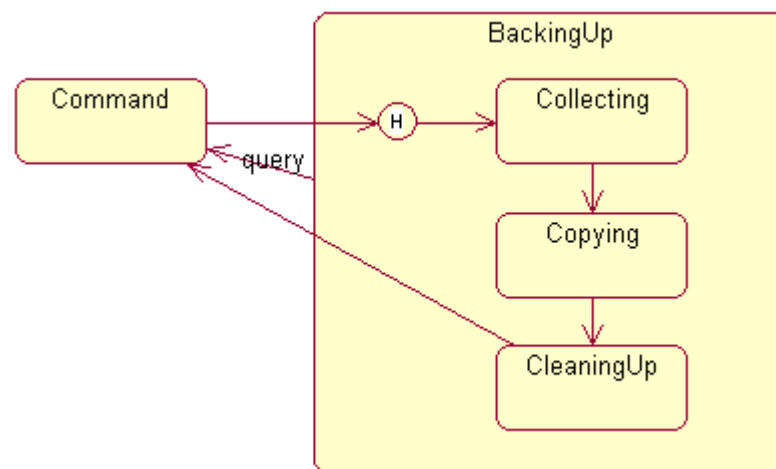 BackingUp
Command
H
Collecting
query
Copying
CleaningUp